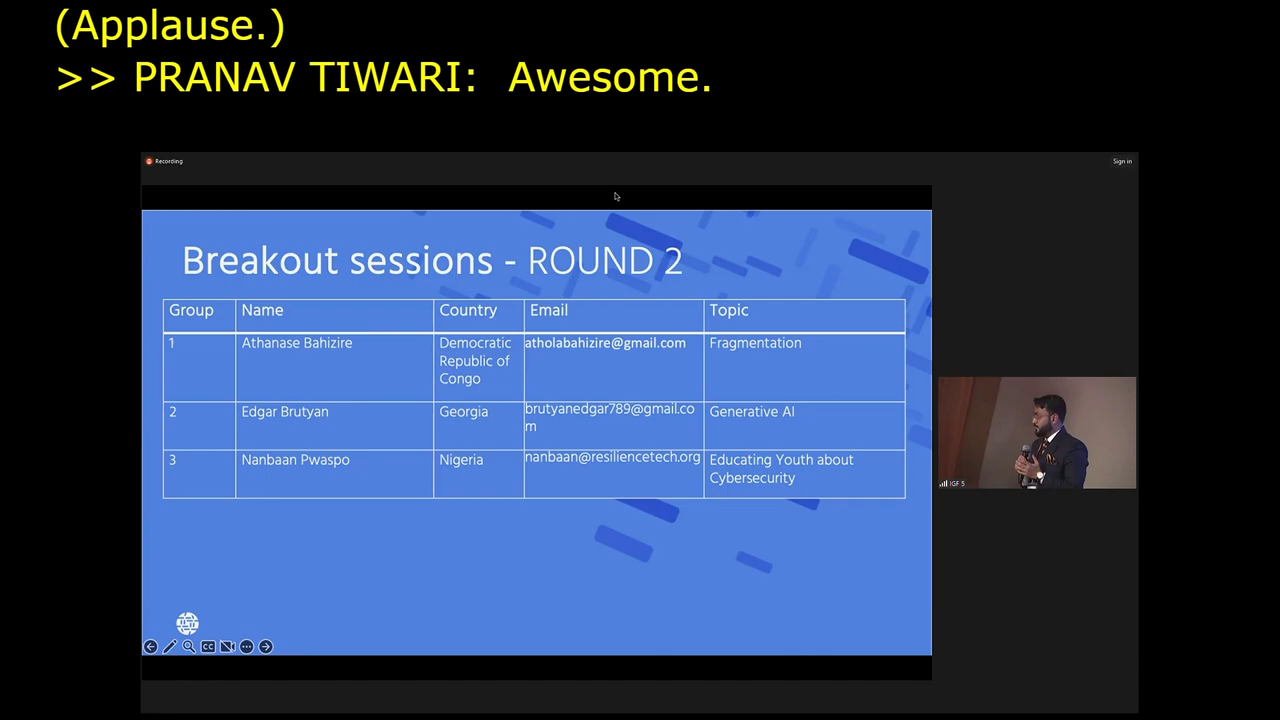 (Applause.)
>> PRANAV TIWARI:  Awesome.
Recording
Sign in
Breakout sessions - ROUND 2
Group Name Country Email Topic
1 Athanase Bahizire Democratic Republic of Congo atholabahizire@gmail.com Fragmentation
2 Edgar Brutyan Georgia brutyanedgar789@gmail.com Generative AI
3 Nanbaan Pwaspo Nigeria nanbaan@resiliencetech.org Educating Youth about Cybersecurity
IGF 5
CC